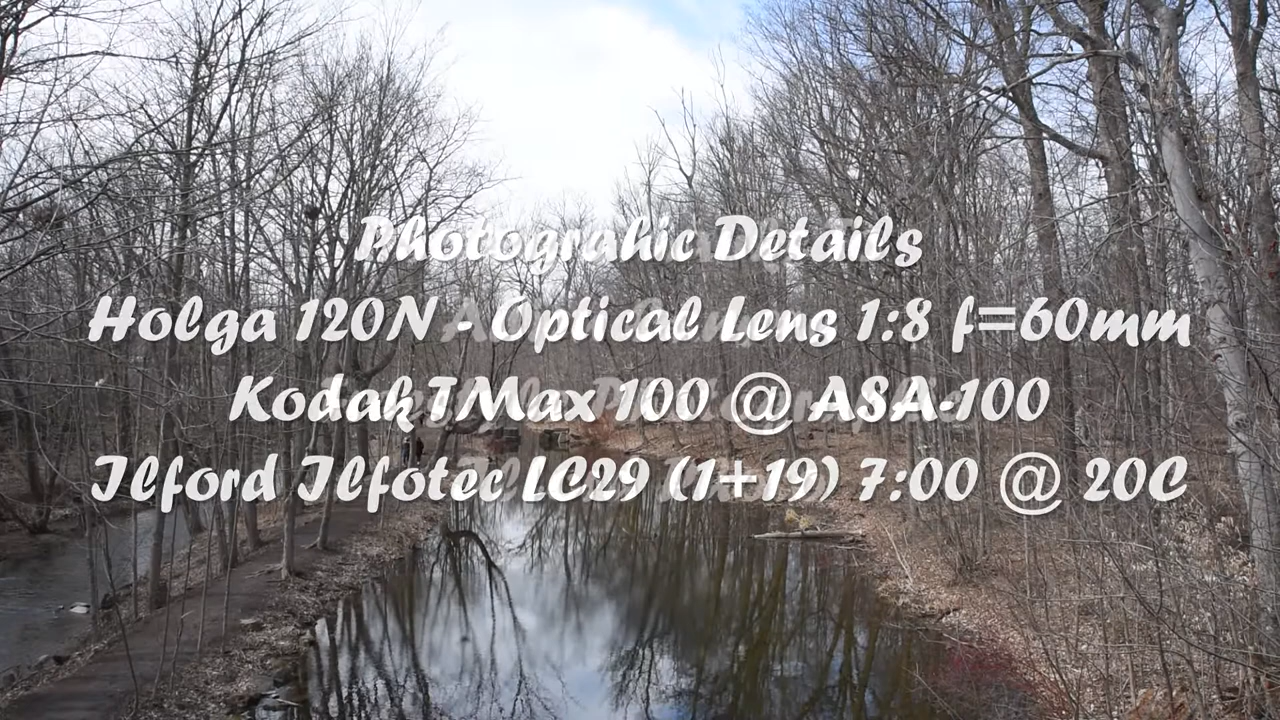 Photograhic Details
Holga 120N - Optical Lens 1:8 f=60mm
Kodak TMax 100 @ ASA-100
Ilford Ilfotec LC29 (1+19) 7:00 @ 20C